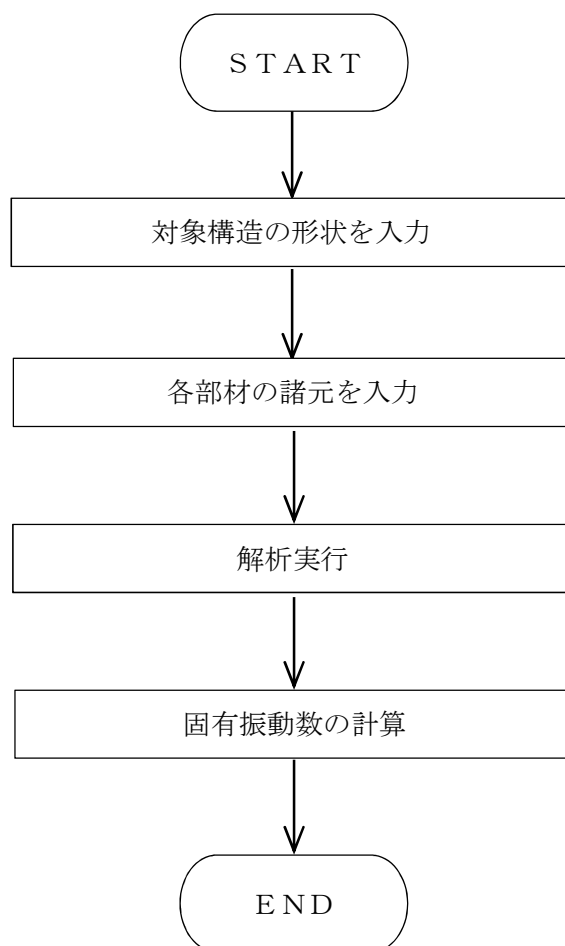 ＳＴＡＲＴ
対象構造の形状を入力
各部材の諸元を入力
解析実行
固有振動数の計算
ＥＮＤ